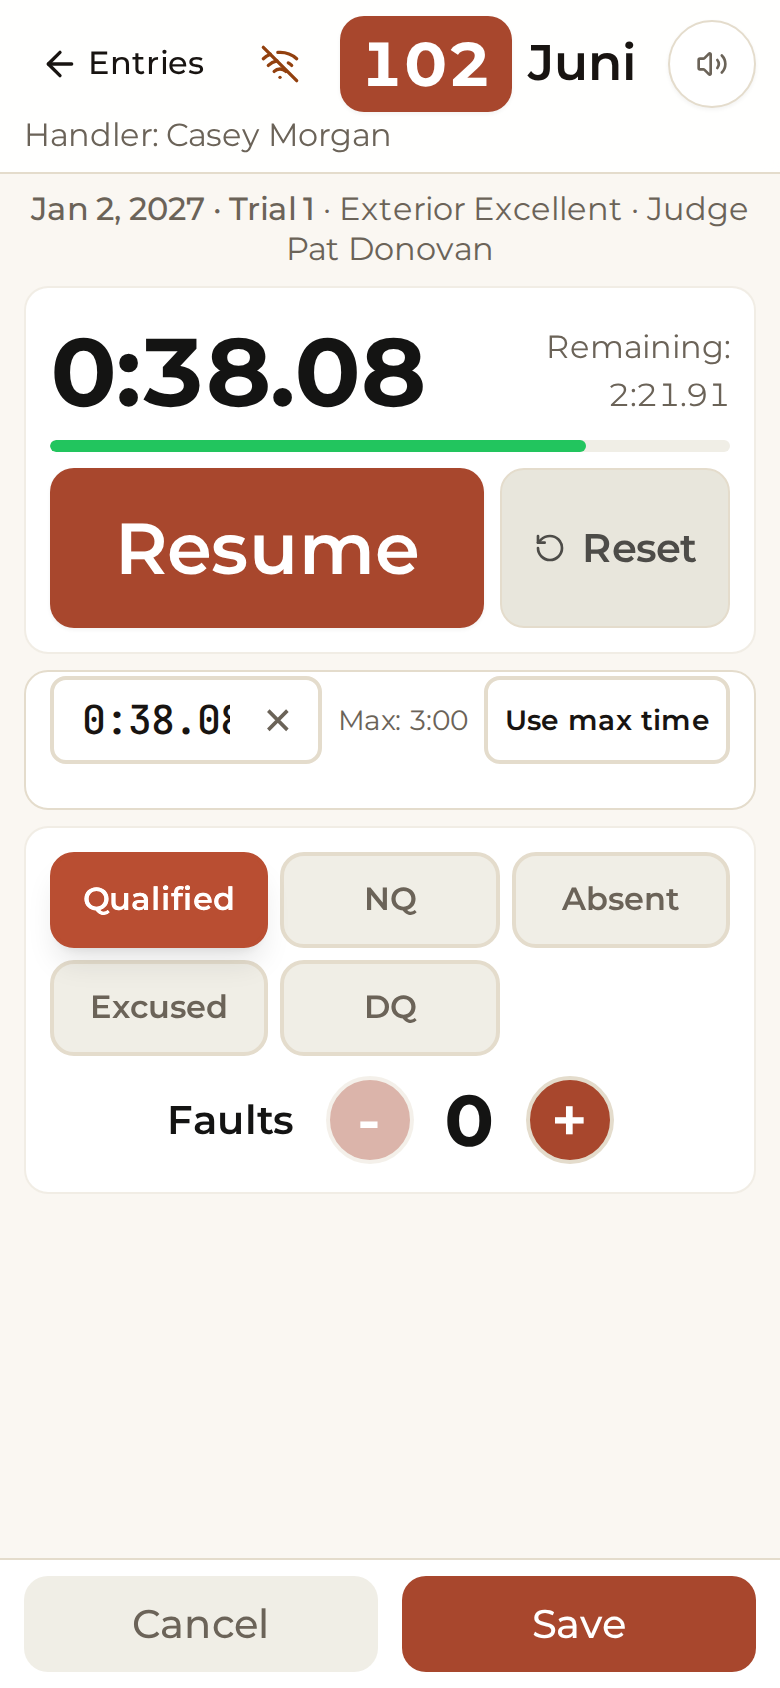 Entries
102 Juni
Handler: Casey Morgan
Jan 2, 2027 · Trial 1 · Exterior Excellent · Judge
Pat Donovan
0:38.08
Remaining:
2:21.91
Resume
Reset
0:38.08
Max: 3:00
Use max time
Qualified
NQ
Absent
Excused
DQ
Faults - 0 +
Cancel
Save